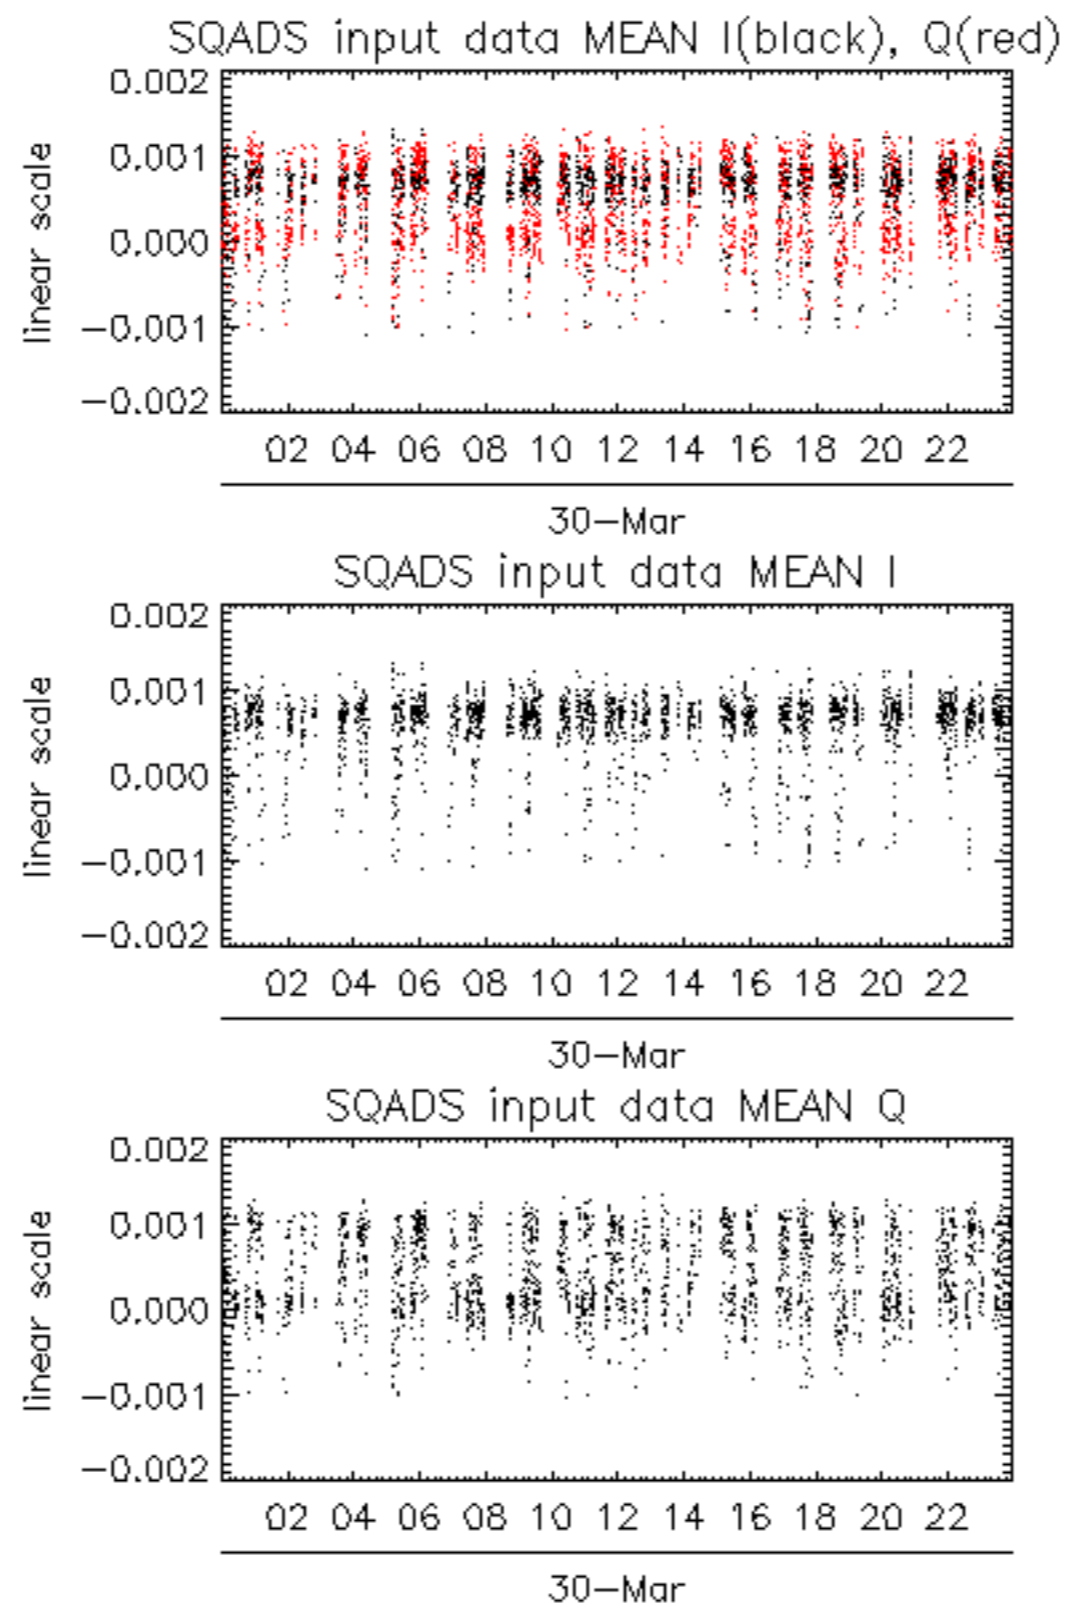 SQADS input data MEAN I(black), Q(red)
0.002
0.001
0.000
−0.001
−0.002
linear scale
02 04 06 08 10 12 14 16 18 20 22
30−Mar
SQADS input data MEAN I
0.002
0.001
0.000
−0.001
−0.002
linear scale
02 04 06 08 10 12 14 16 18 20 22
30−Mar
SQADS input data MEAN Q
0.002
0.001
0.000
−0.001
−0.002
linear scale
02 04 06 08 10 12 14 16 18 20 22
30−Mar